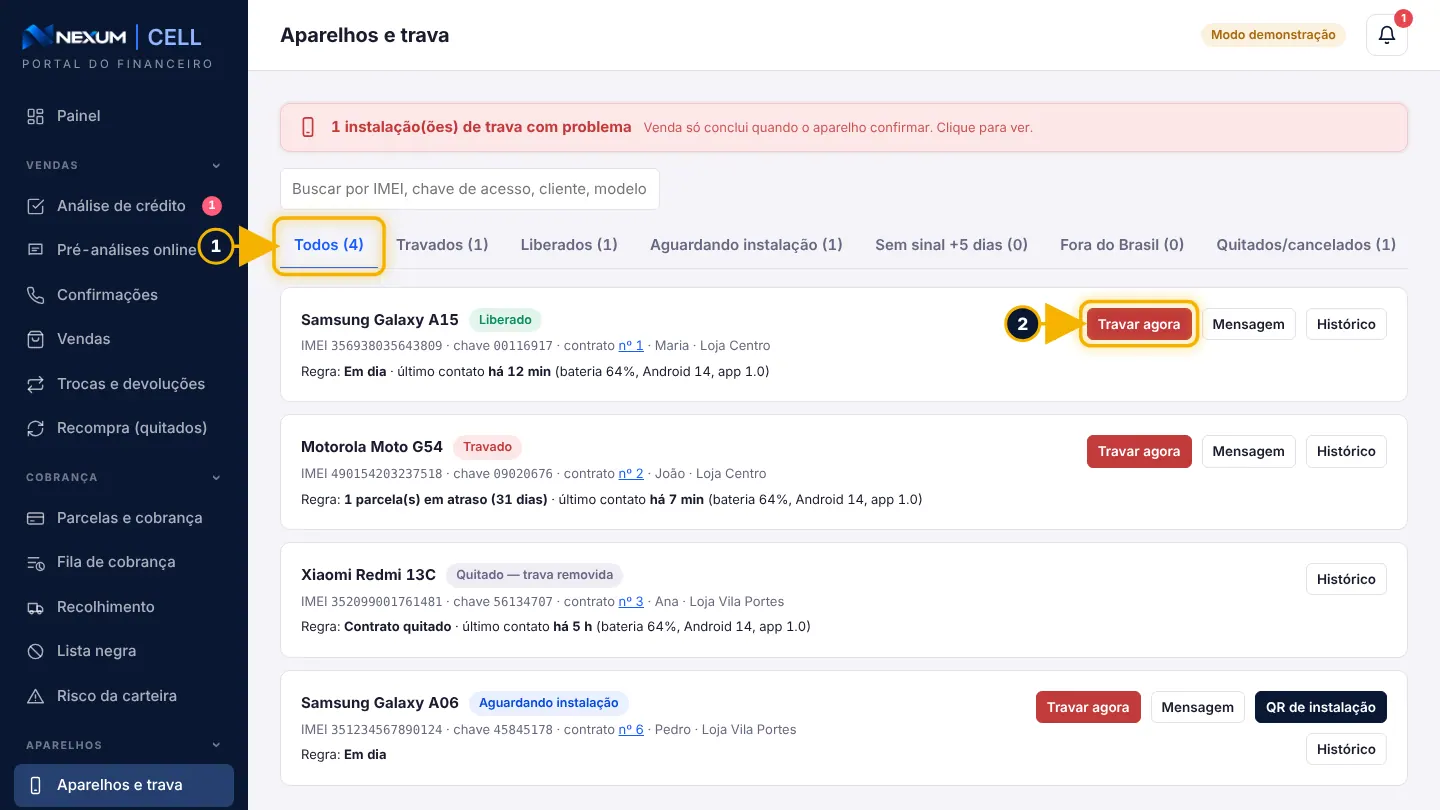 NEXUM | CELL
PORTAL DO FINANCEIRO
Painel
VENDAS
Análise de crédito 1
Pré-análises online
Confirmações
Vendas
Trocas e devoluções
Recompra (quitados)
COBRANÇA
Parcelas e cobrança
Fila de cobrança
Recolhimento
Lista negra
Risco da carteira
APARELHOS
Aparelhos e trava
Aparelhos e trava
Modo demonstração
1
1 instalação(ões) de trava com problema Venda só conclui quando o aparelho confirmar. Clique para ver.
Buscar por IMEI, chave de acesso, cliente, modelo
1
Todos (4) Travados (1) Liberados (1) Aguardando instalação (1) Sem sinal +5 dias (0) Fora do Brasil (0) Quitados/cancelados (1)
Samsung Galaxy A15 Liberado
2
Travar agora Mensagem Histórico
IMEI 356938035643809 · chave 00116917 · contrato nº 1 · Maria · Loja Centro
Regra: Em dia · último contato há 12 min (bateria 64%, Android 14, app 1.0)
Motorola Moto G54 Travado
Travar agora Mensagem Histórico
IMEI 490154203237518 · chave 09020676 · contrato nº 2 · João · Loja Centro
Regra: 1 parcela(s) em atraso (31 dias) · último contato há 7 min (bateria 64%, Android 14, app 1.0)
Xiaomi Redmi 13C Quitado — trava removida
Histórico
IMEI 352099001761481 · chave 56134707 · contrato nº 3 · Ana · Loja Vila Portes
Regra: Contrato quitado · último contato há 5 h (bateria 64%, Android 14, app 1.0)
Samsung Galaxy A06 Aguardando instalação
Travar agora Mensagem QR de instalação
IMEI 351234567890124 · chave 45845178 · contrato nº 6 · Pedro · Loja Vila Portes
Histórico
Regra: Em dia